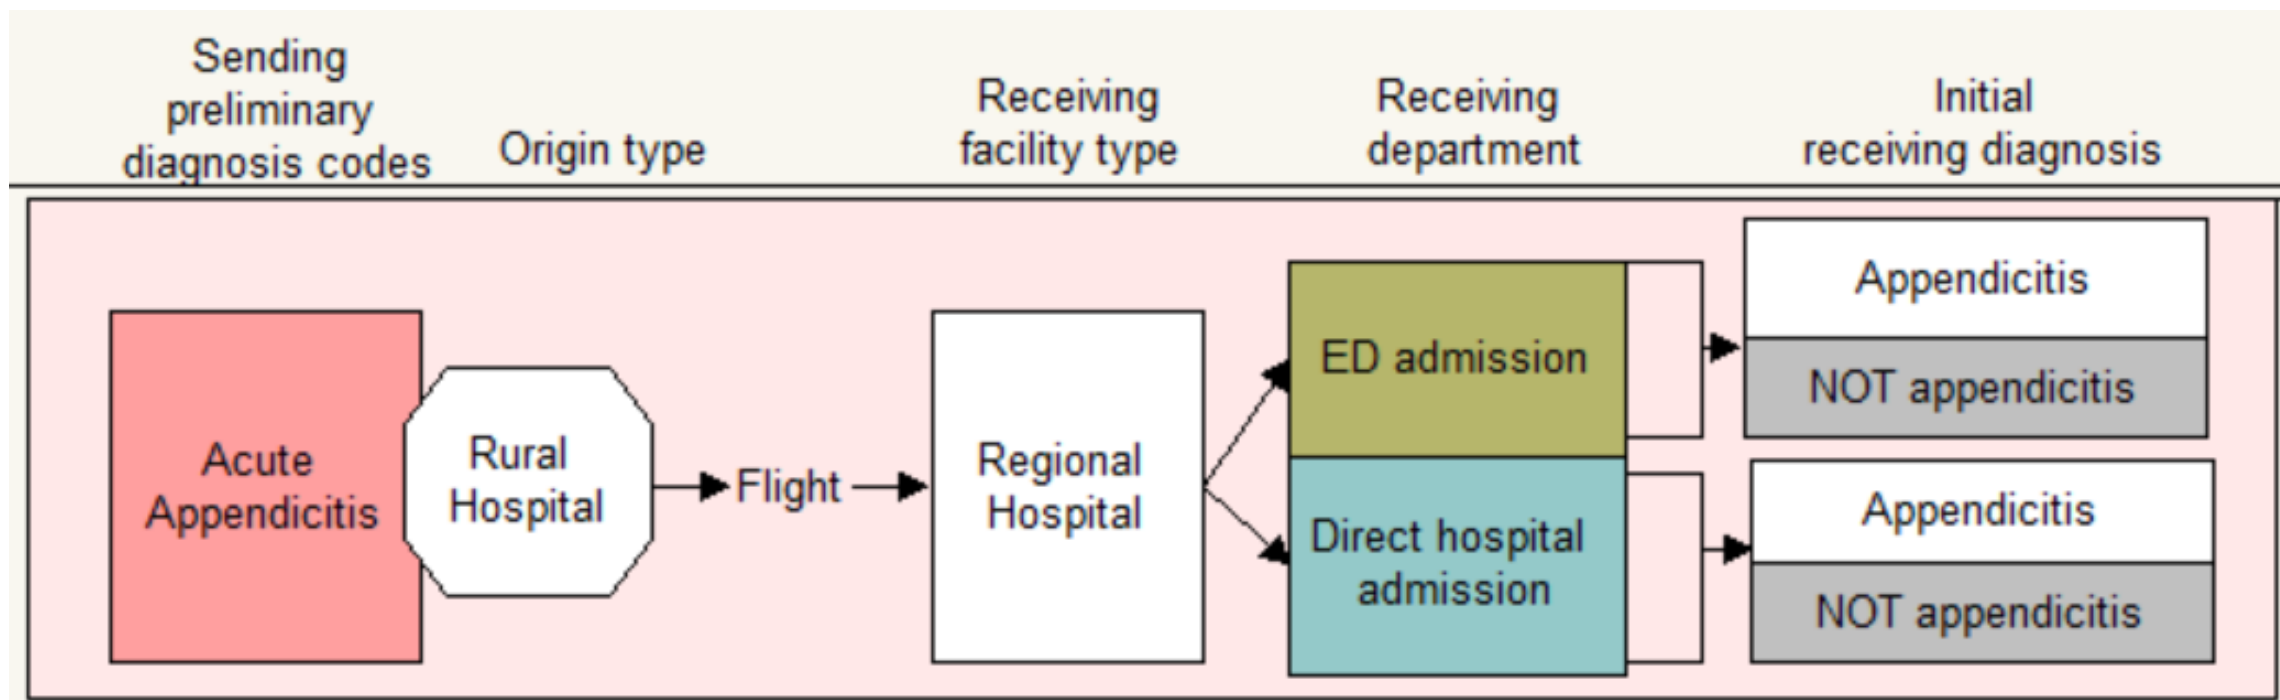 Sending
preliminary
diagnosis codes
Origin type
Receiving
facility type
Receiving
department
Initial
receiving diagnosis
Acute
Appendicitis
Rural
Hospital
Flight
Regional
Hospital
ED admission
Direct hospital
admission
Appendicitis
NOT appendicitis
Appendicitis
NOT appendicitis